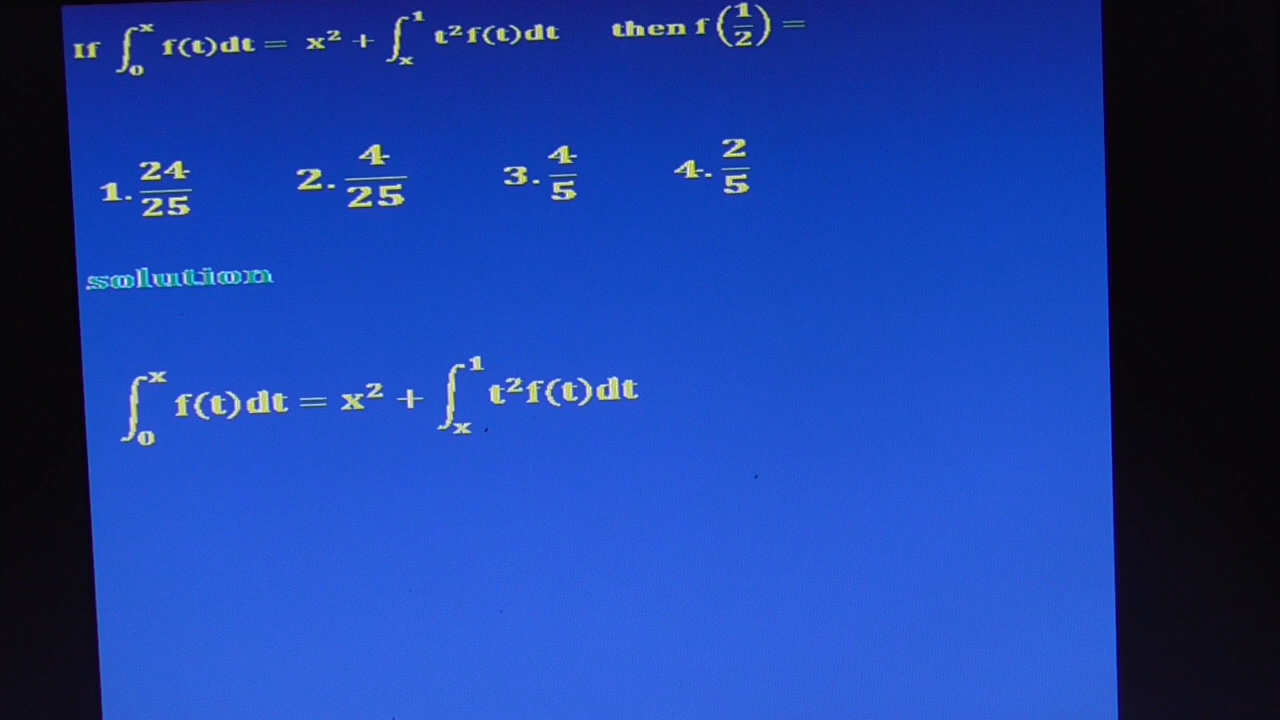 If ∫₀ˣ f(t)dt = x² + ∫ₓ¹ t²f(t)dt then f(1/2) =
1. 24/25 2. 4/25 3. 4/5 4. 2/5
solution
∫₀ˣ f(t)dt = x² + ∫ₓ¹ t²f(t)dt